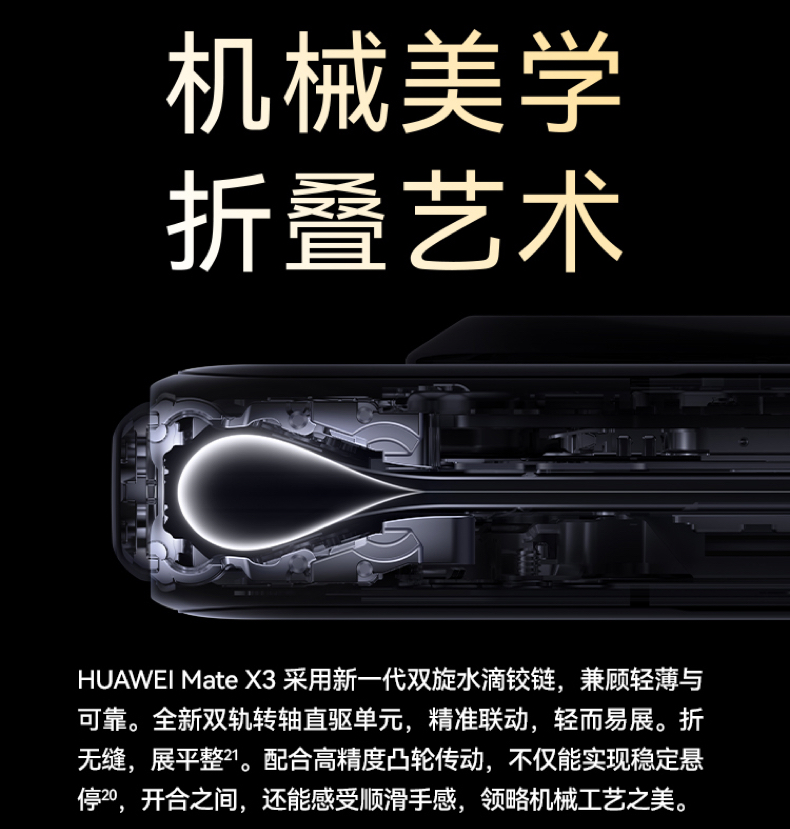 机械美学
折叠艺术
HUAWEI Mate X3 采用新一代双旋水滴铰链，兼顾轻薄与
可靠。全新双轨转轴直驱单元，精准联动，轻而易展。折
无缝，展平整²¹。配合高精度凸轮传动，不仅能实现稳定悬
停²⁰，开合之间，还能感受顺滑手感，领略机械工艺之美。